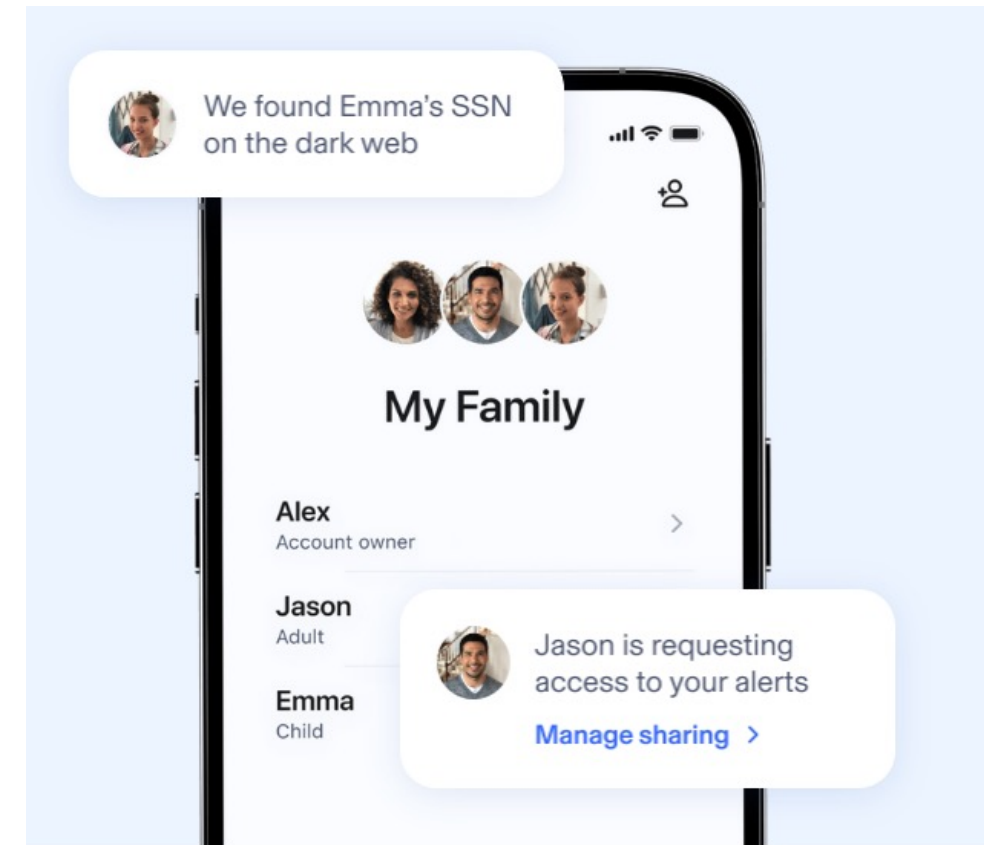 We found Emma’s SSN
on the dark web
My Family
Alex
Account owner
Jason
Adult
Emma
Child
Jason is requesting
access to your alerts
Manage sharing